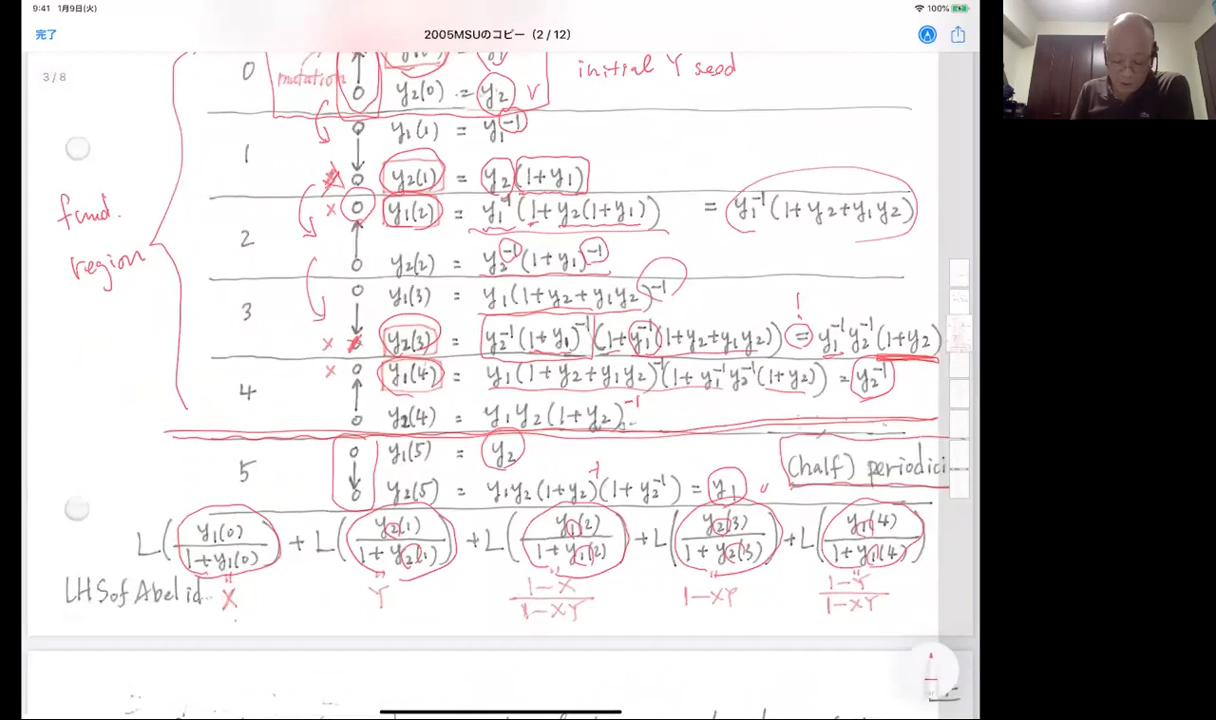 9:41 1月9日(火)
100%
完了
2005MSUのコピー (2 / 12)
3 / 8
0 mutation y₂(0) = y₂ initial Y seed
1 y₁(1) = y₁⁻¹
y₂(1) = y₂(1+y₁)
fund. region
2 y₁(2) = y₁⁻¹(1+y₂(1+y₁)) = y₁⁻¹(1+y₂+y₁y₂)
y₂(2) = y₂⁻¹(1+y₁)⁻¹
3 y₁(3) = y₁(1+y₂+y₁y₂)⁻¹
y₂(3) = y₂⁻¹(1+y₁)⁻¹(1+y₁⁻¹(1+y₂+y₁y₂)) = y₁⁻¹y₂⁻¹(1+y₂)
4 y₁(4) = y₁(1+y₂+y₁y₂)⁻¹(1+y₁⁻¹y₂⁻¹(1+y₂)) = y₂⁻¹
y₂(4) = y₁y₂(1+y₂)⁻¹
5 y₁(5) = y₂
(half) periodici
y₂(5) = y₁y₂(1+y₂)⁻¹(1+y₂⁻¹) = y₁
L(y₁(0)/1+y₁(0)) + L(y₂(1)/1+y₂(1)) + L(y₁(2)/1+y₁(2)) + L(y₂(3)/1+y₂(3)) + L(y₁(4)/1+y₁(4))
LHS of Abel id. X Y 1-X/1-XY 1-XY 1-Y/1-XY